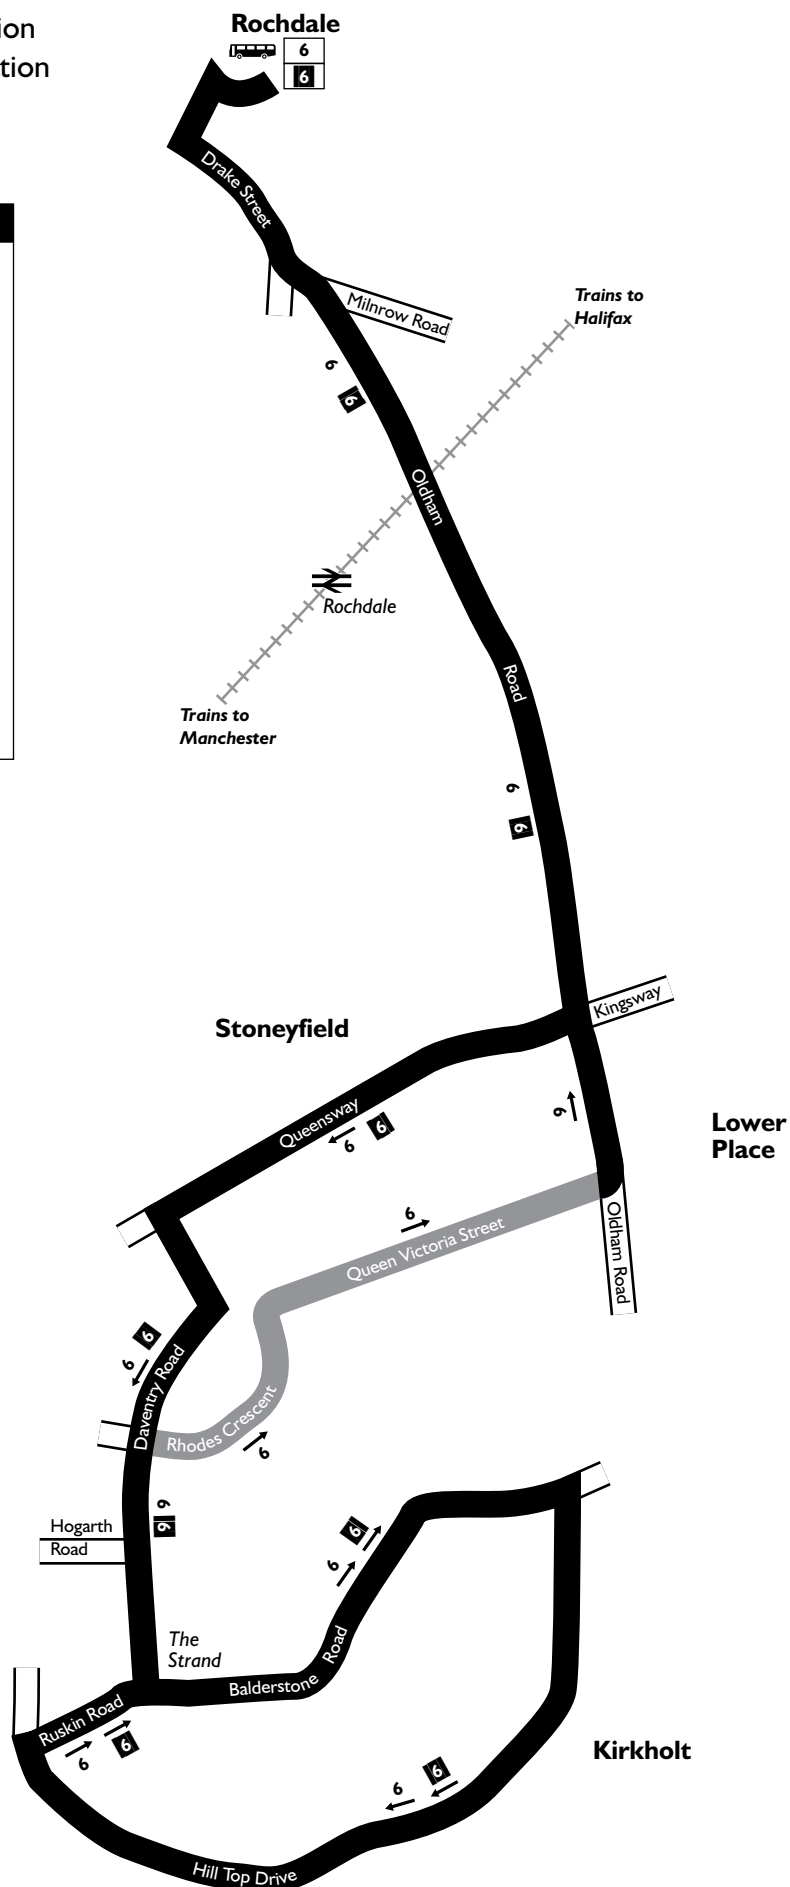 ion
tion
Rochdale
6
6
Drake Street
Milnrow Road
Trains to
Halifax
6
6
Oldham
Rochdale
Road
Trains to
Manchester
6
6
Kingsway
Stoneyfield
Queensway
6
6
6
Lower
Place
6
Queen Victoria Street
Oldham Road
6
6
Daventry Road
Rhodes Crescent
6
6
6
Hogarth
Road
6
6
The
Strand
Road
Balderstone
Ruskin Road
6
6
Kirkholt
6
6
Hill Top Drive